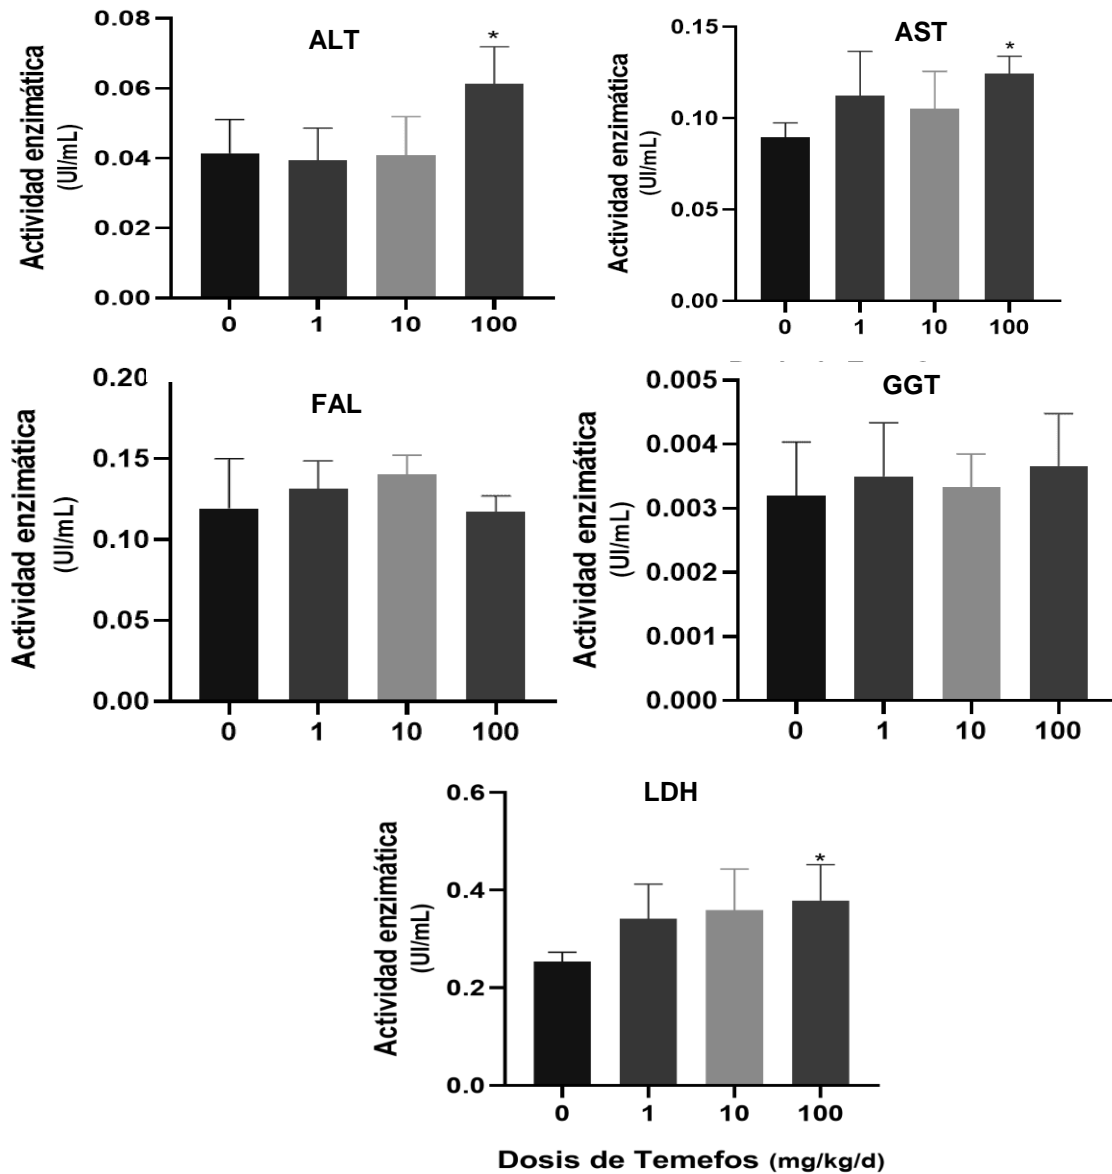 ALT
Actividad enzimática
(UI/mL)
0.08
0.06
0.04
0.02
0.00
*
0 1 10 100
AST
Actividad enzimática
(UI/mL)
0.15
0.10
0.05
0.00
*
0 1 10 100
FAL
Actividad enzimática
(UI/mL)
0.20
0.15
0.10
0.05
0.00
0 1 10 100
GGT
Actividad enzimática
(UI/mL)
0.005
0.004
0.003
0.002
0.001
0.000
0 1 10 100
LDH
Actividad enzimática
(UI/mL)
0.6
0.4
0.2
0.0
*
0 1 10 100
Dosis de Temefos (mg/kg/d)